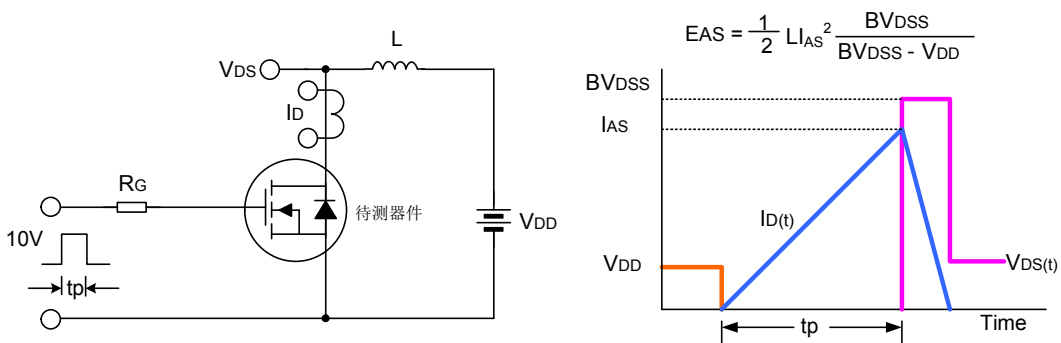 VDS
L
ID
RG
待测器件
10V
tp
VDD
EAS = 1/2 LIAS² BVDSS / (BVDSS - VDD)
BVDSS
IAS
ID(t)
VDD
VDS(t)
tp
Time